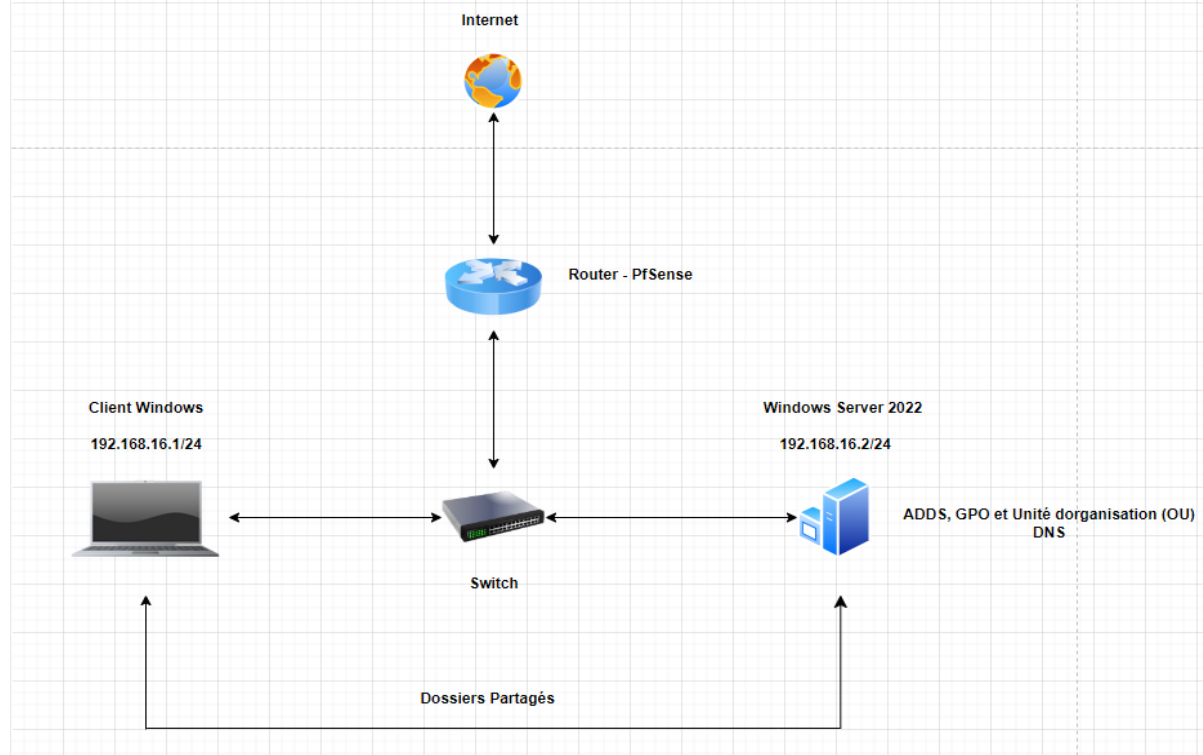 Internet
Router - PfSense
Client Windows
192.168.16.1/24
Windows Server 2022
192.168.16.2/24
ADDS, GPO et Unité dorganisation (OU)
DNS
Switch
Dossiers Partagés